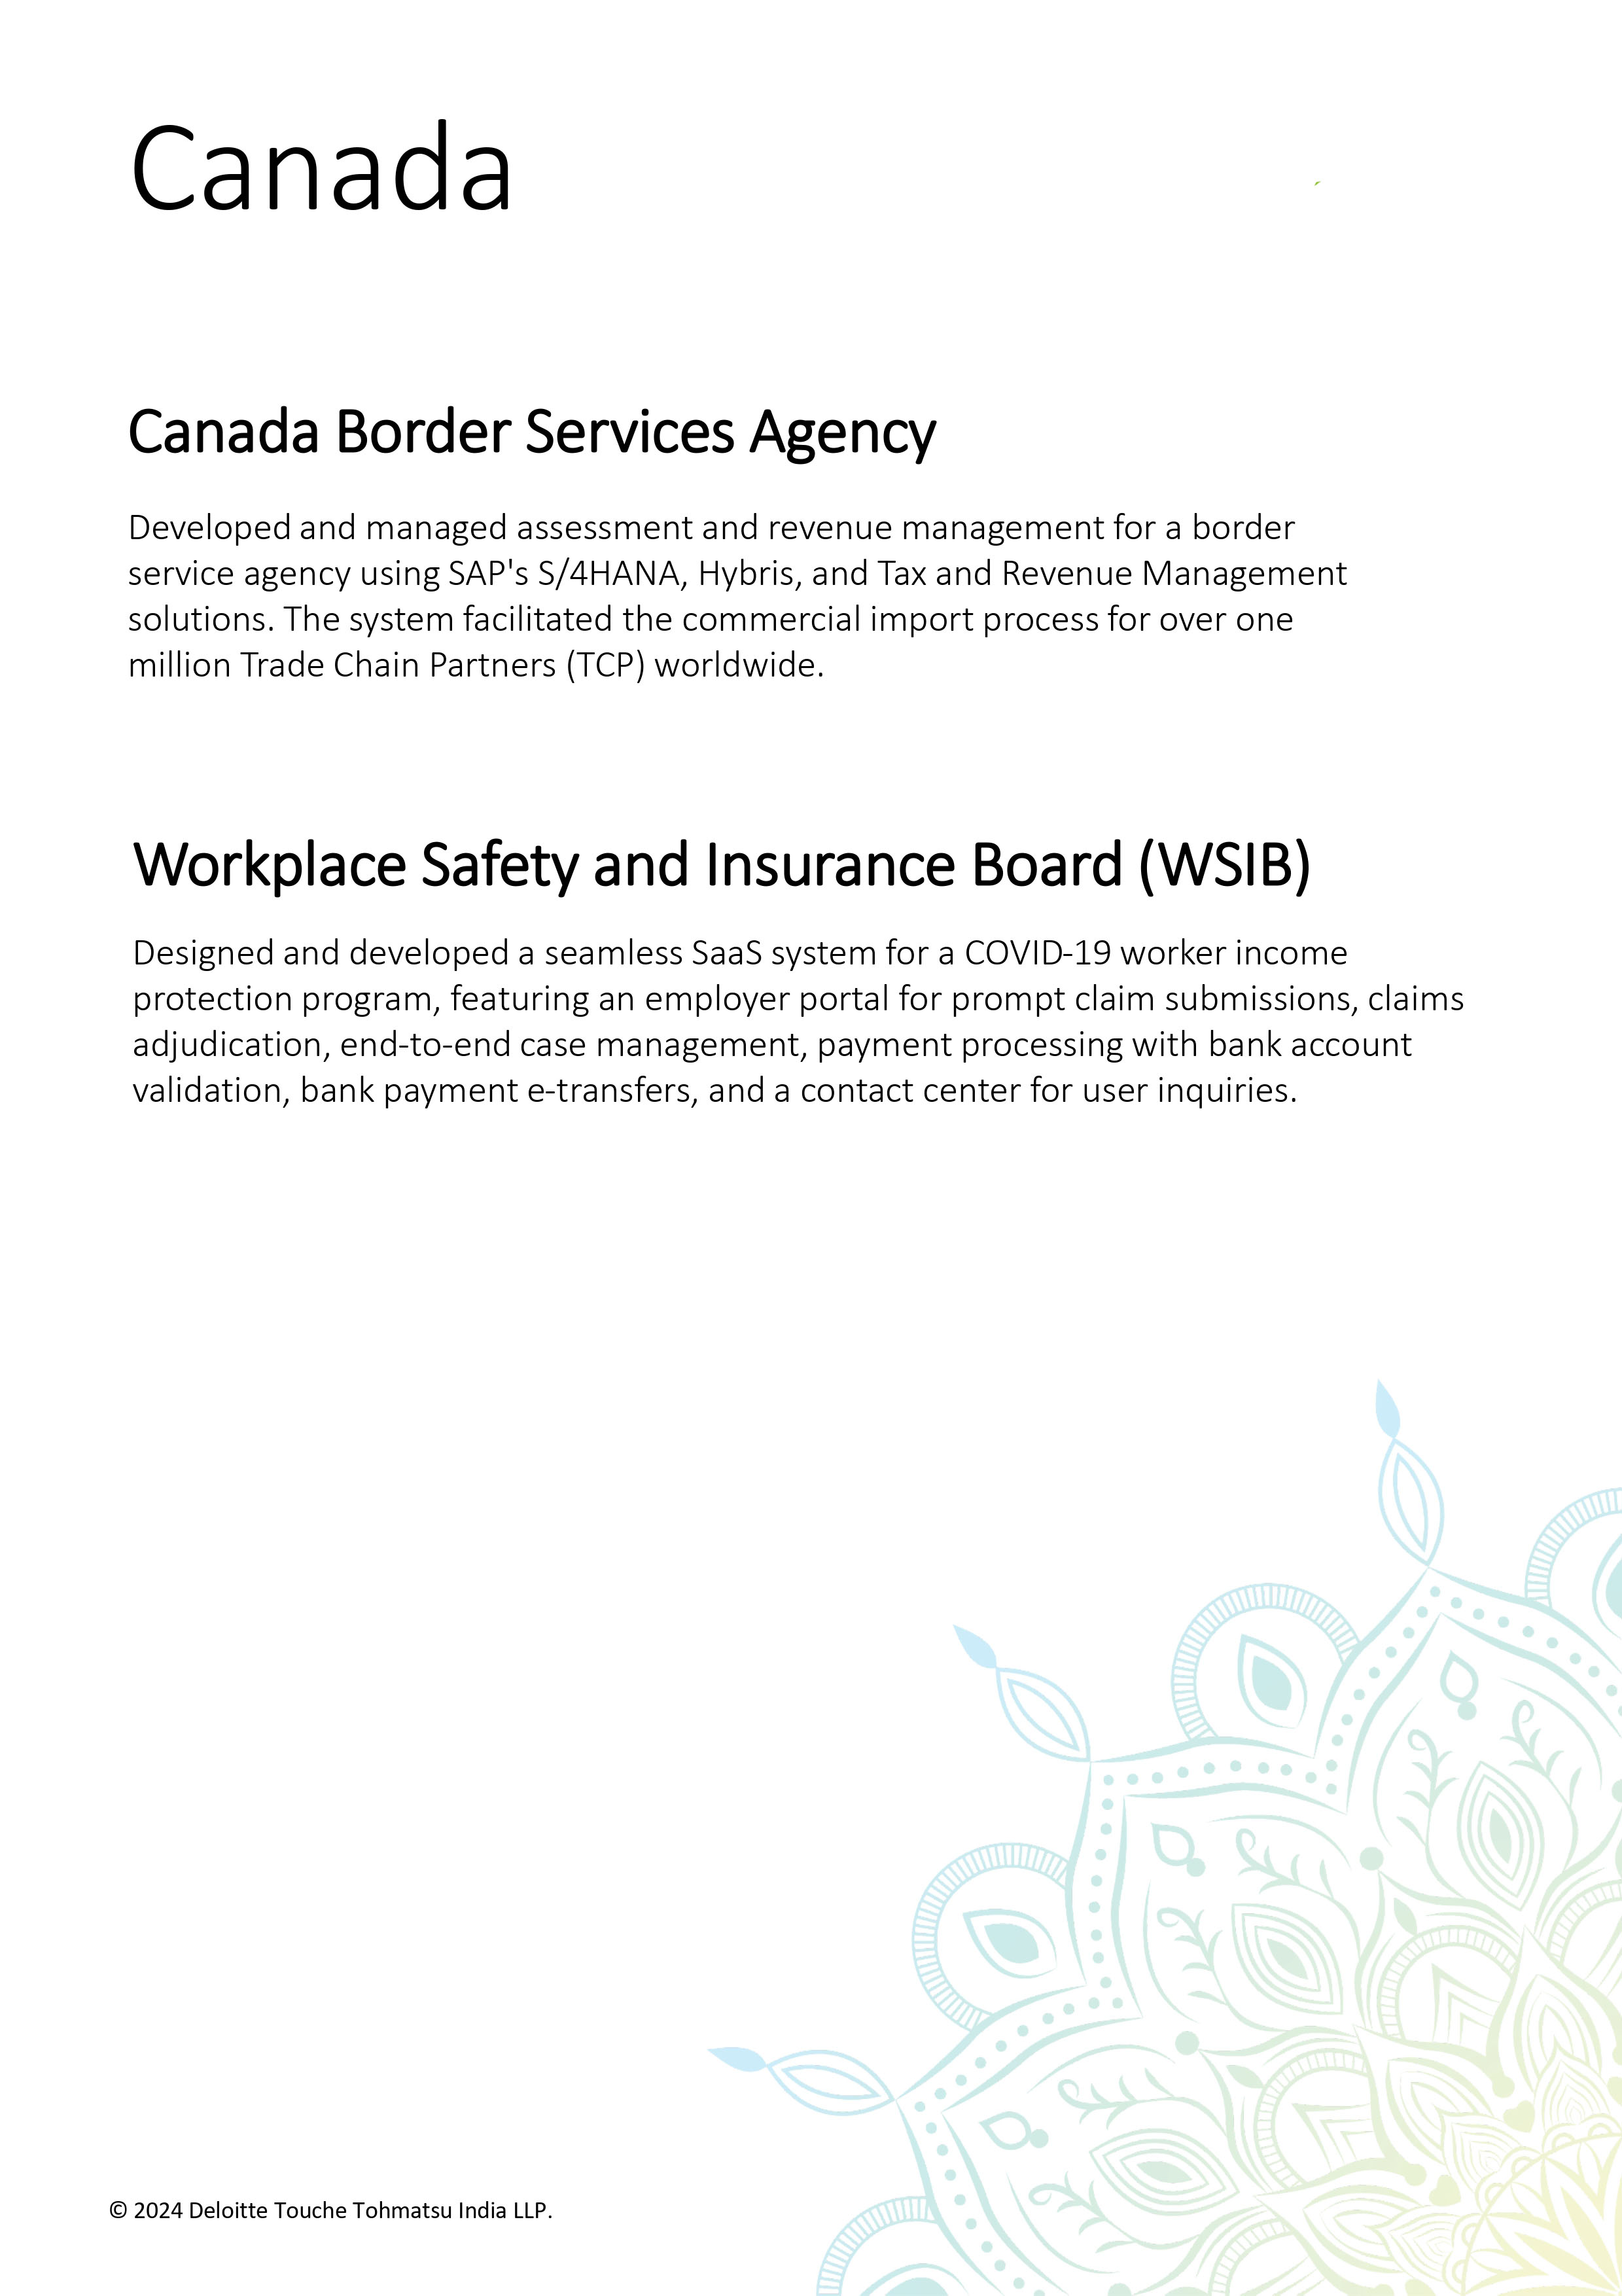 Canada
Canada Border Services Agency
Developed and managed assessment and revenue management for a border
service agency using SAP's S/4HANA, Hybris, and Tax and Revenue Management
solutions. The system facilitated the commercial import process for over one
million Trade Chain Partners (TCP) worldwide.
Workplace Safety and Insurance Board (WSIB)
Designed and developed a seamless SaaS system for a COVID-19 worker income
protection program, featuring an employer portal for prompt claim submissions, claims
adjudication, end-to-end case management, payment processing with bank account
validation, bank payment e-transfers, and a contact center for user inquiries.
© 2024 Deloitte Touche Tohmatsu India LLP.